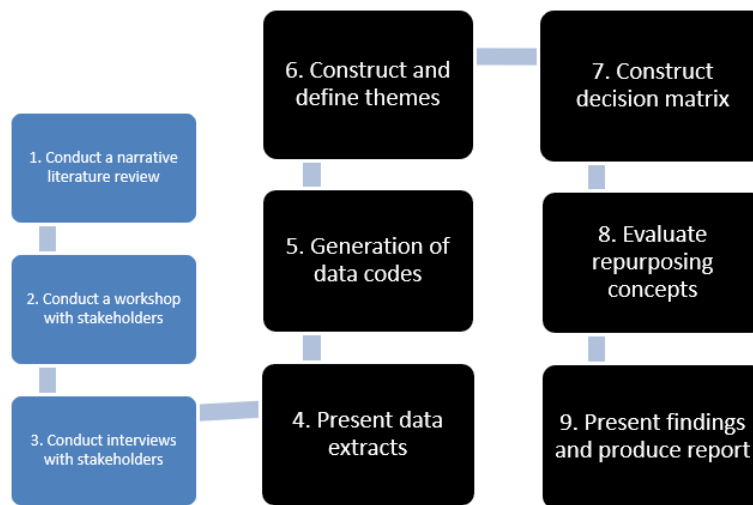 1. Conduct a narrative
literature review
2. Conduct a workshop
with stakeholders
3. Conduct interviews
with stakeholders
4. Present data
extracts
5. Generation of
data codes
6. Construct and
define themes
7. Construct
decision matrix
8. Evaluate
repurposing
concepts
9. Present findings
and produce report